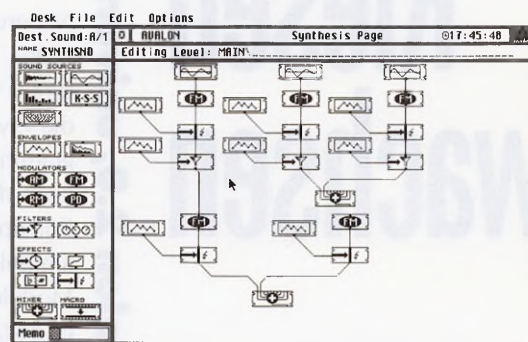 Desk File Edit Options
Dest.Sound:A/1
NAME SYNTHSND
0 AVALON Synthesis Page 17:45:48
Editing Level: MAIN\
SOUND SOURCES
K-S-S
ENVELOPES
MODULATORS
AM FM
RM PD
FILTERS
EFFECTS
MIXER MACRO
Memo
FM FM FM
FM FM